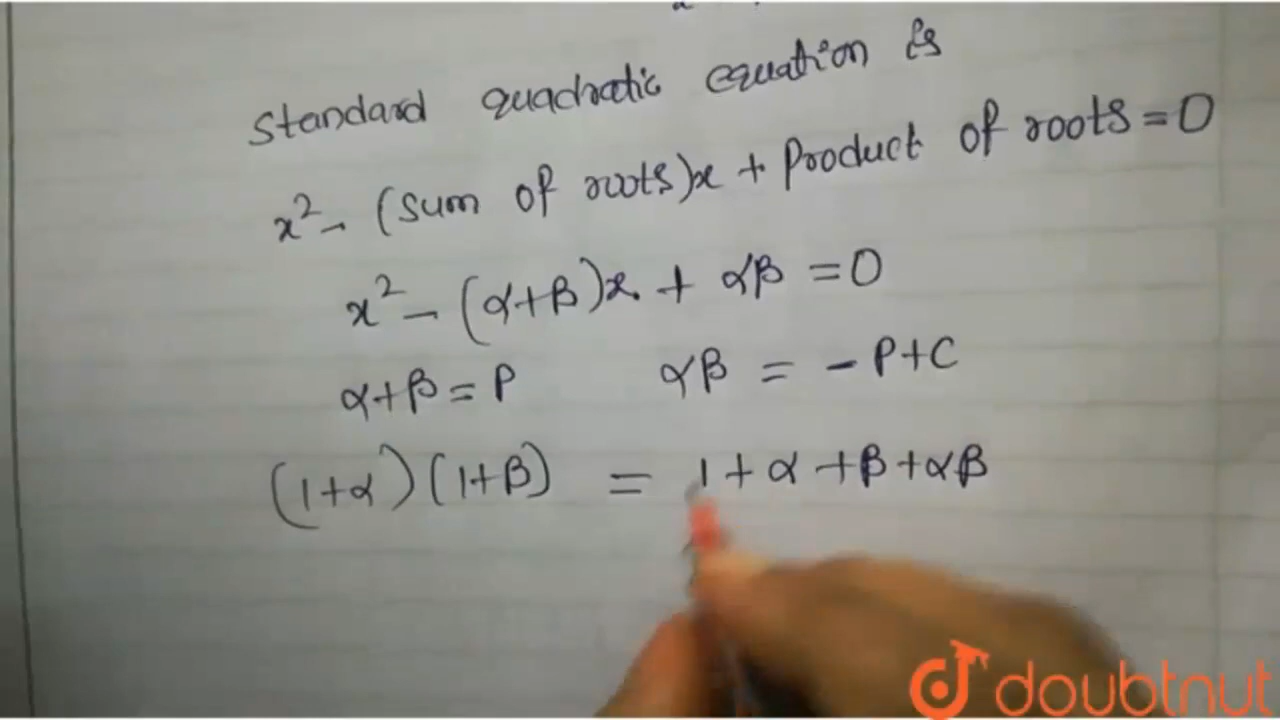 Standard quadratic equation is
x² - (sum of roots)x + Product of roots = 0
x² - (α+β)x + αβ = 0
α+β = P αβ = -P+C
(1+α)(1+β) = 1+α+β+αβ
doubtnut